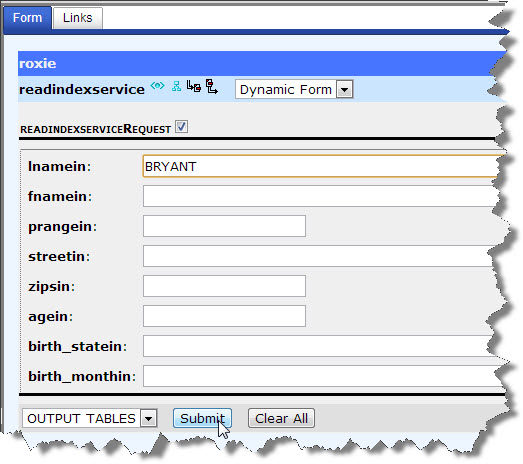 Form Links
roxie
readindexservice Dynamic Form
READINDEXSERVICEREQUEST
lnamein: BRYANT
fnamein:
prangein:
streetin:
zipsin:
agein:
birth_statein:
birth_monthin:
OUTPUT TABLES Submit Clear All